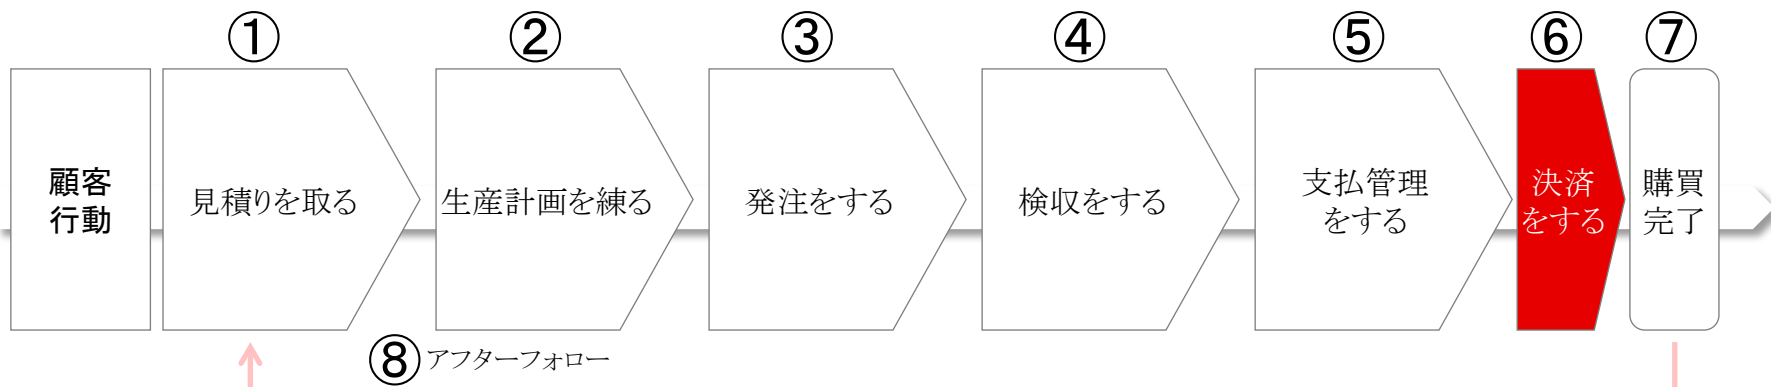 ① ② ③ ④ ⑤ ⑥ ⑦
顧客
行動
見積りを取る
生産計画を練る
発注をする
検収をする
支払管理
をする
決済
をする
購買
完了
⑧ アフターフォロー